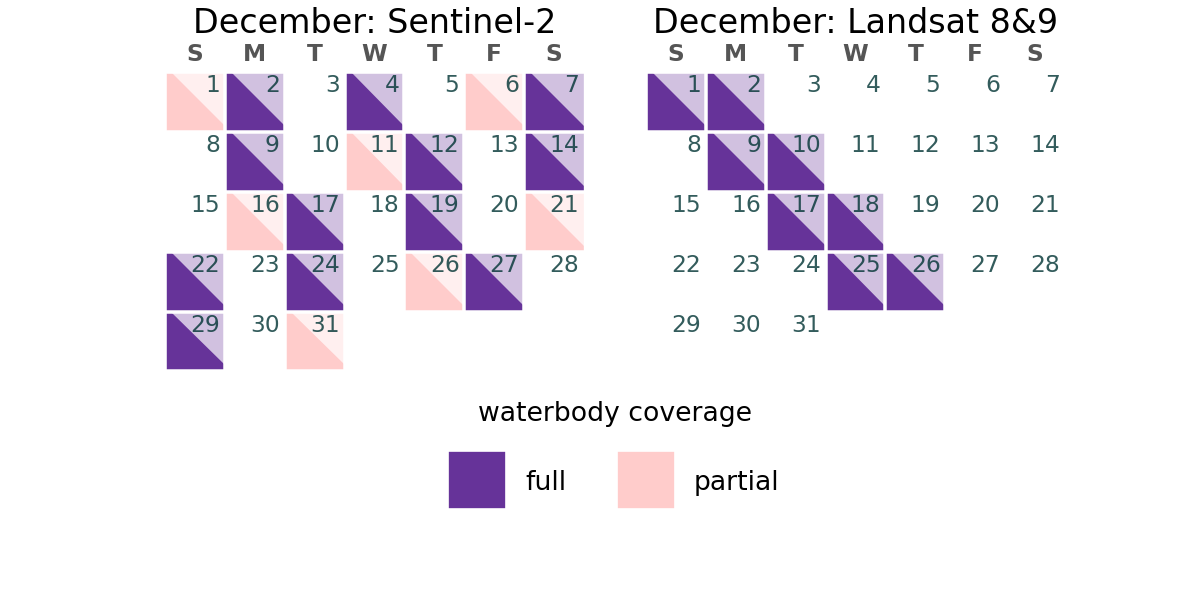 December: Sentinel-2
S M T W T F S
1 2 3 4 5 6 7
8 9 10 11 12 13 14
15 16 17 18 19 20 21
22 23 24 25 26 27 28
29 30 31
December: Landsat 8&9
S M T W T F S
1 2 3 4 5 6 7
8 9 10 11 12 13 14
15 16 17 18 19 20 21
22 23 24 25 26 27 28
29 30 31
waterbody coverage
full partial